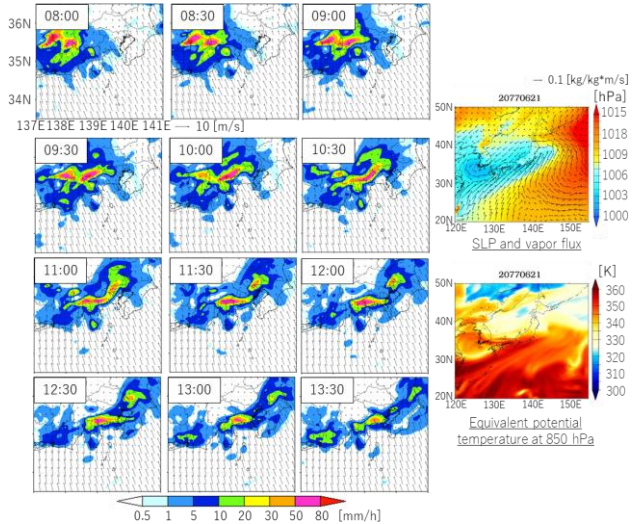 36N
35N
34N
08:00
08:30
09:00
137E 138E 139E 140E 141E
10 [m/s]
09:30
10:00
10:30
11:00
11:30
12:00
12:30
13:00
13:30
0.5 1 5 10 20 30 50 80 [mm/h]
0.1 [kg/kg*m/s]
20770621
[hPa]
50N
40N
30N
20N
120E 130E 140E 150E
1015
1018
1009
1006
1003
1000
SLP and vapor flux
20770621
[K]
50N
40N
30N
20N
120E 130E 140E 150E
360
350
340
330
320
310
300
Equivalent potential
temperature at 850 hPa